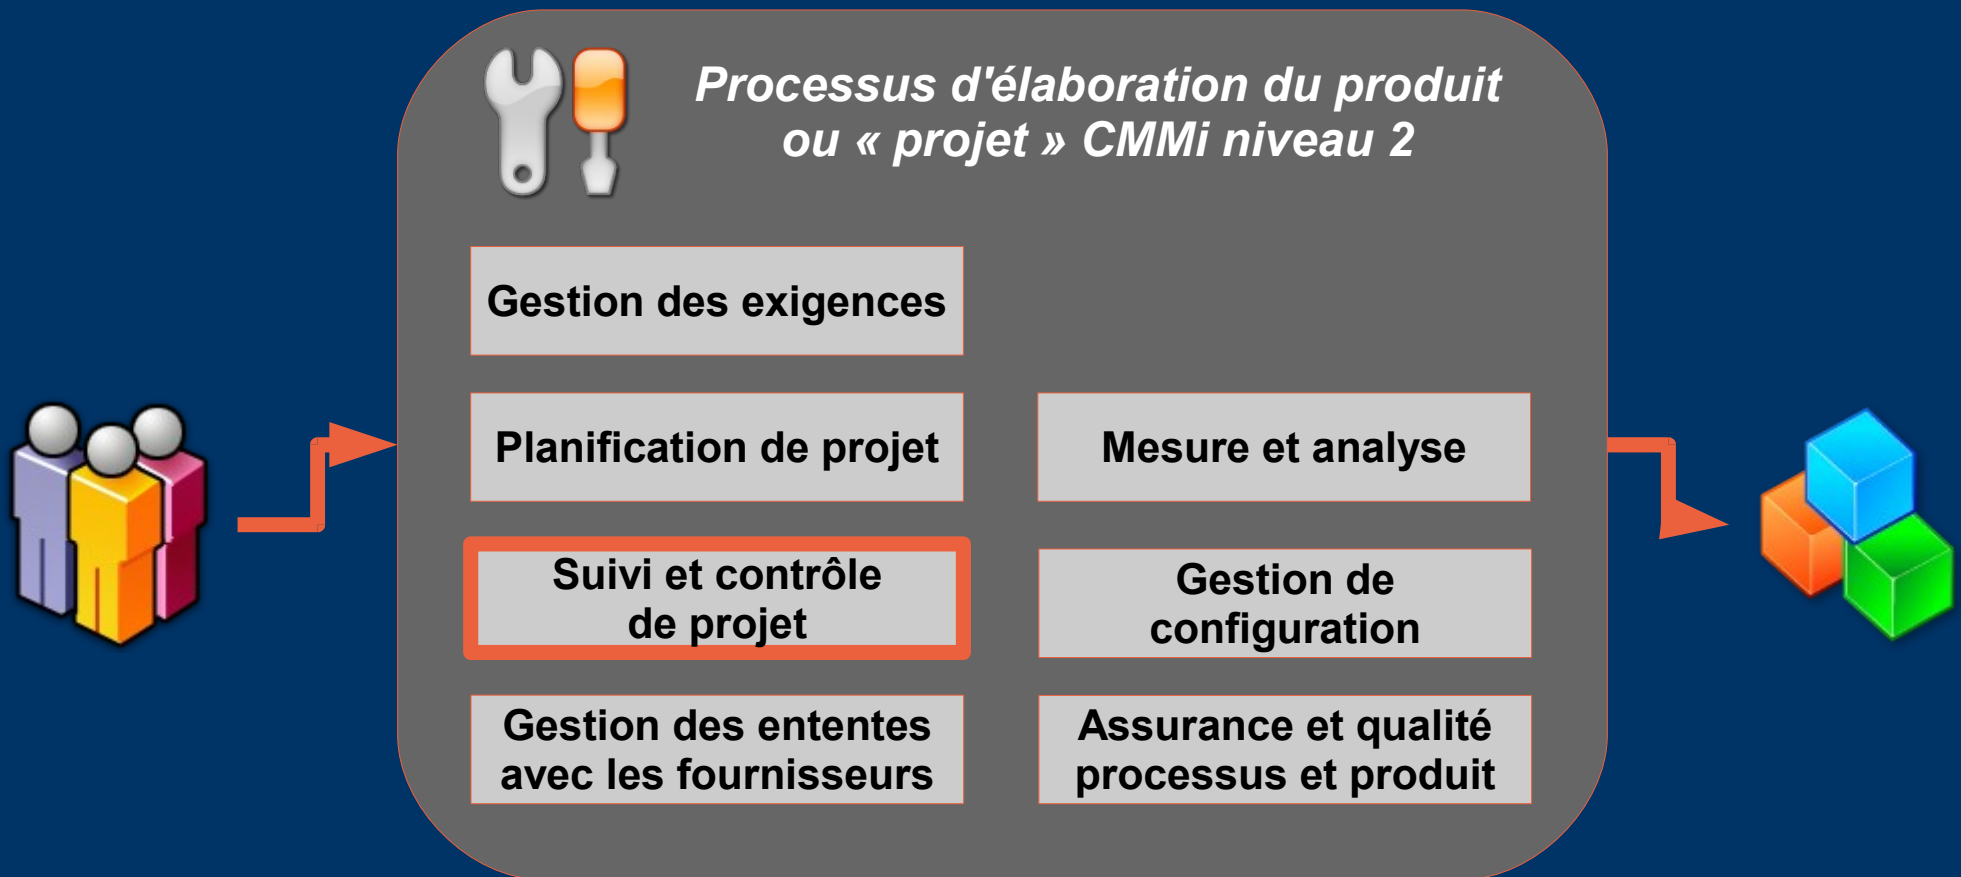 Processus d'élaboration du produit
ou « projet » CMMi niveau 2
Gestion des exigences
Planification de projet
Mesure et analyse
Suivi et contrôle
de projet
Gestion de
configuration
Gestion des ententes
avec les fournisseurs
Assurance et qualité
processus et produit